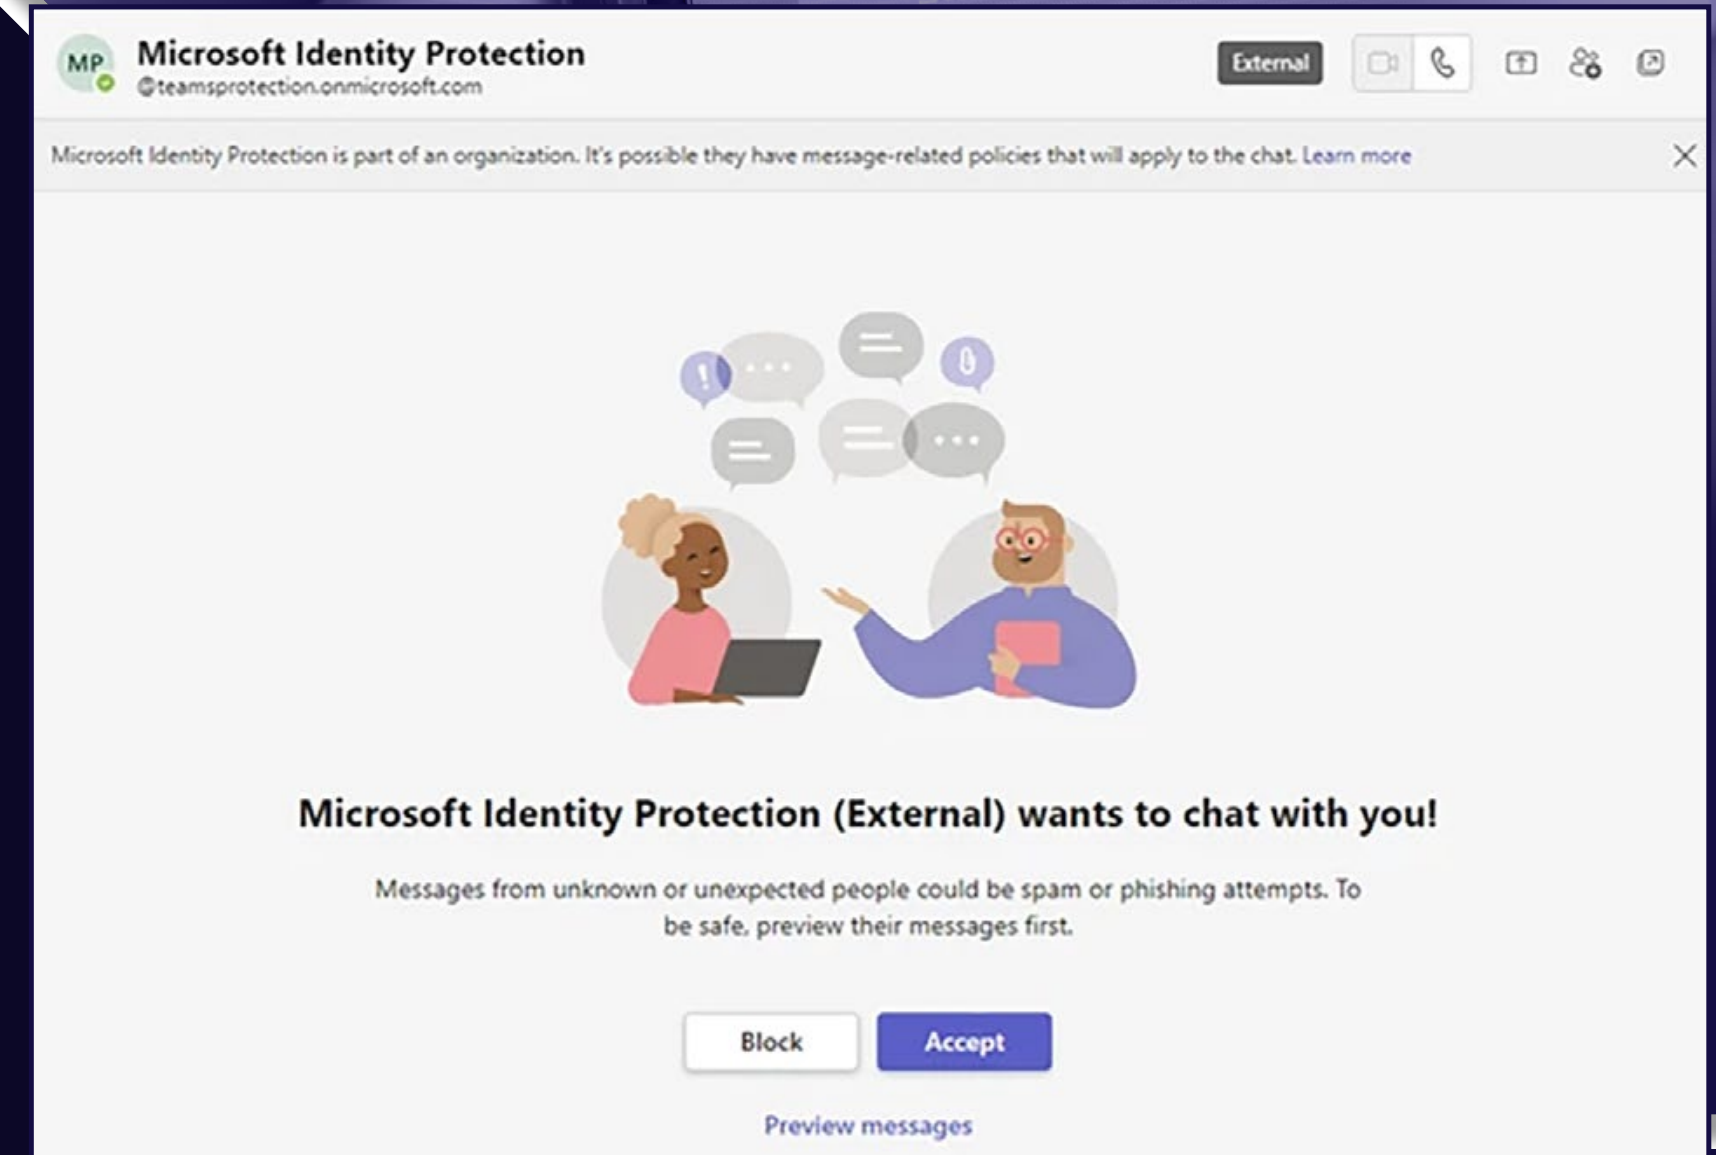 MP
Microsoft Identity Protection
@teamsprotection.onmicrosoft.com
External
Microsoft Identity Protection is part of an organization. It's possible they have message-related policies that will apply to the chat. Learn more
Microsoft Identity Protection (External) wants to chat with you!
Messages from unknown or unexpected people could be spam or phishing attempts. To
be safe, preview their messages first.
Block
Accept
Preview messages